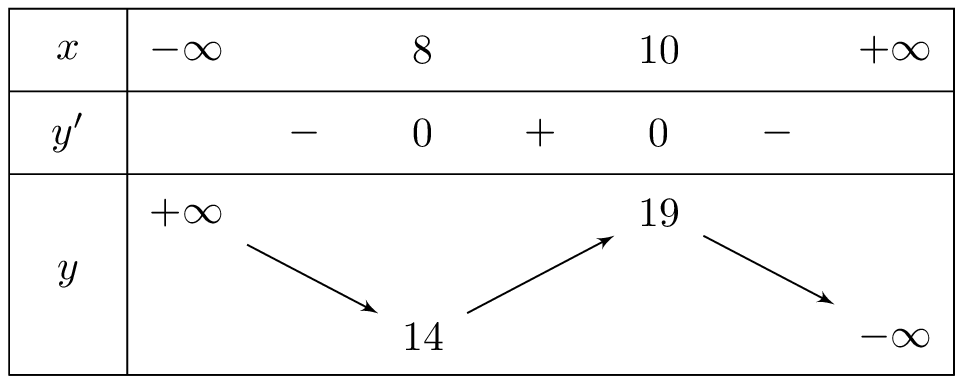 x −∞ 8 10 +∞
y′ − 0 + 0 −
+∞ 19
y
14 −∞